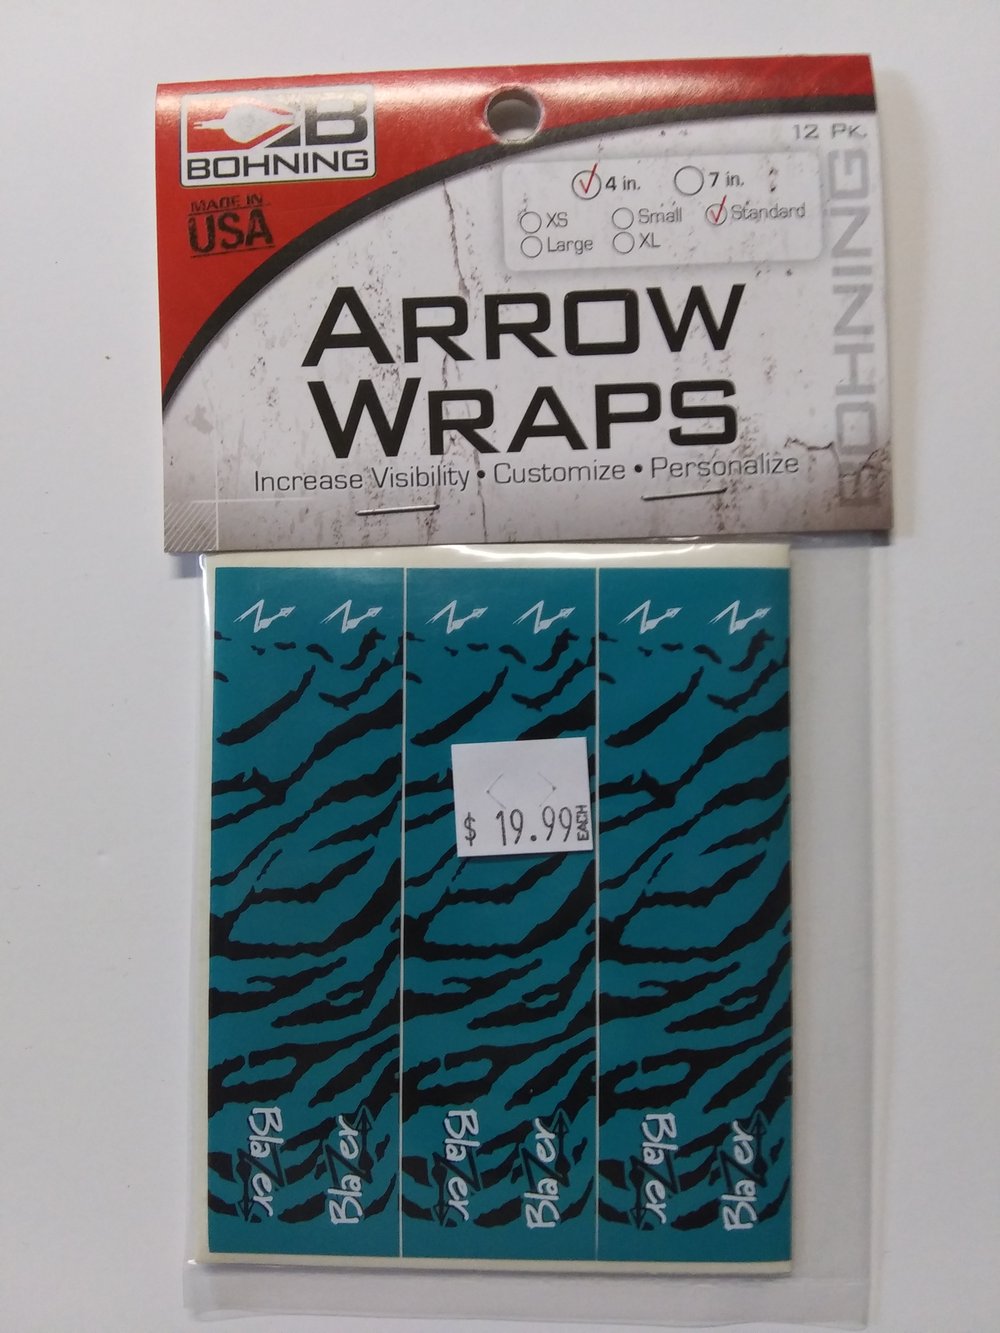 BOHNING
MADE IN
USA
12 PK.
4 in. 7 in.
XS Small Standard
Large XL
BOHNING
ARROW
WRAPS
Increase Visibility • Customize • Personalize
$ 19.99 EACH
Blazer Blazer Blazer Blazer Blazer Blazer